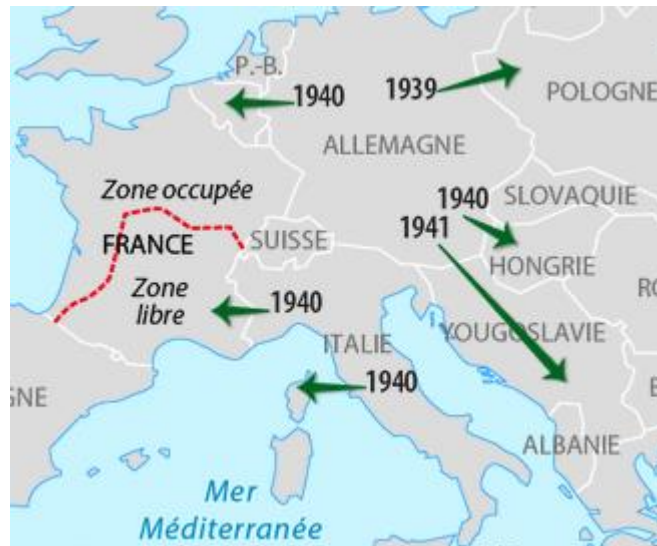 P.-B.
1940
1939
POLOGNE
ALLEMAGNE
Zone occupée
1940
SLOVAQUIE
1941
FRANCE
SUISSE
HONGRIE
Zone
libre
1940
RO
YOUGOSLAVIE
ITALIE
1940
GNE
E
ALBANIE
Mer
Méditerranée